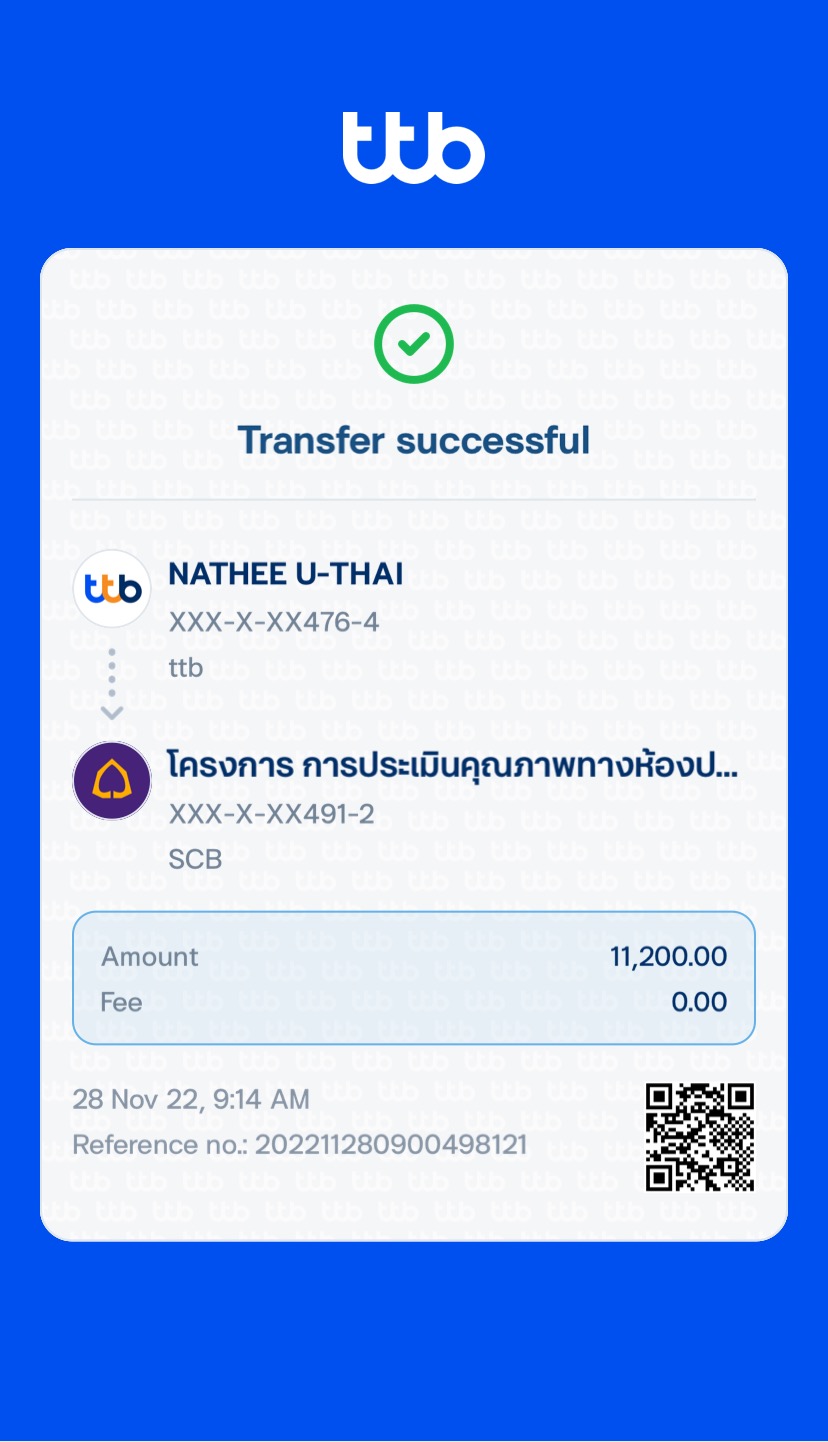 ttb
Transfer successful
ttb
NATHEE U-THAI
XXX-X-XX476-4
ttb
โครงการ การประเมินคุณภาพทางห้องป...
XXX-X-XX491-2
SCB
Amount 11,200.00
Fee 0.00
28 Nov 22, 9:14 AM
Reference no.: 202211280900498121